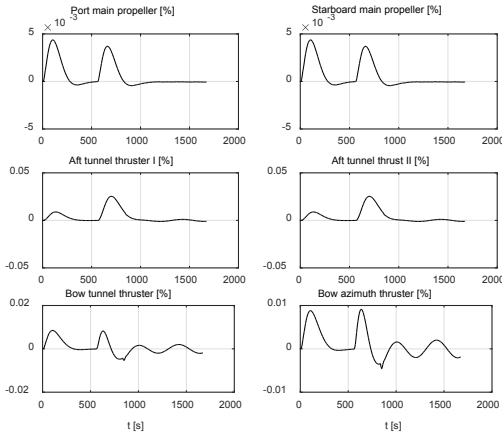 Port main propeller [%]
Starboard main propeller [%]
× 10 -3
× 10 -3
5
5
0
0
-5
-5
0 500 1000 1500 2000
0 500 1000 1500 2000
Aft tunnel thruster I [%]
Aft tunnel thrust II [%]
0.05
0.05
0
0
-0.05
-0.05
0 500 1000 1500 2000
0 500 1000 1500 2000
Bow tunnel thruster [%]
Bow azimuth thruster [%]
0.02
0.01
0
0
-0.02
-0.01
0 500 1000 1500 2000
0 500 1000 1500 2000
t [s]
t [s]